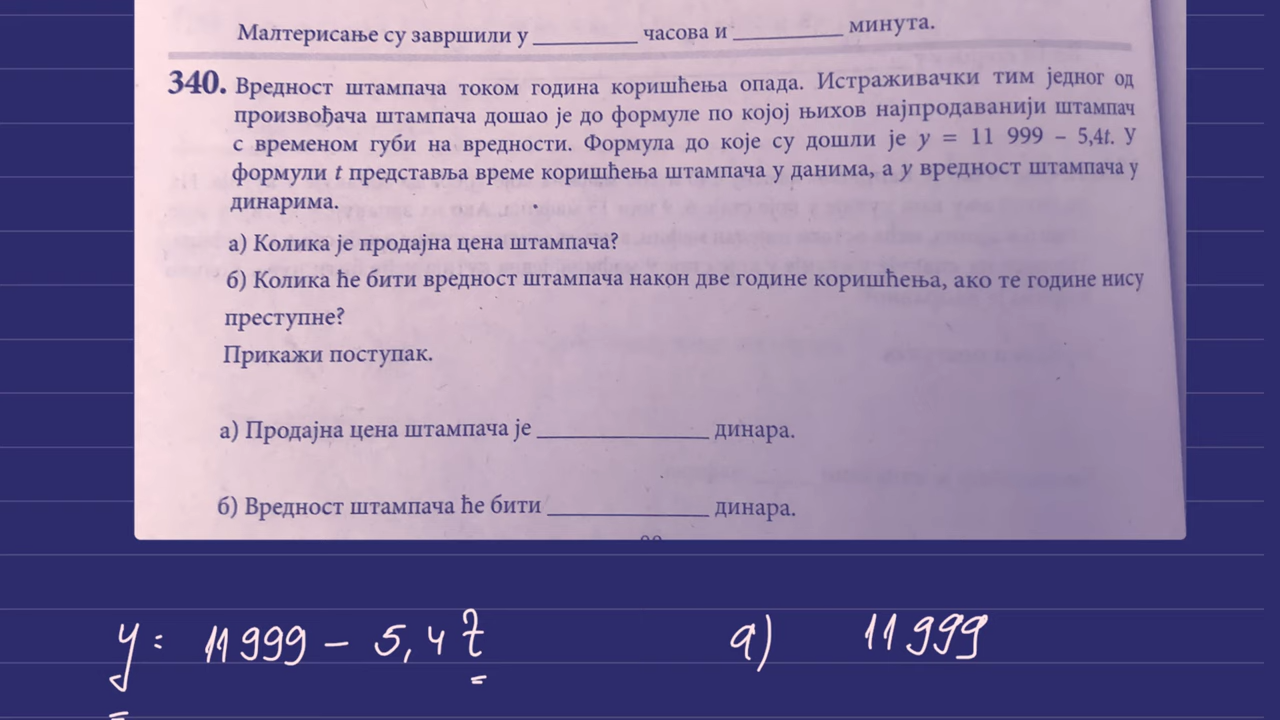 Малтерисање су завршили у ________ часова и ________ минута.
340. Вредност штампача током година коришћења опада. Истраживачки тим једног од
произвођача штампача дошао је до формуле по којој њихов најпродаванији штампач
с временом губи на вредности. Формула до које су дошли је y = 11 999 – 5,4t. У
формули t представља време коришћења штампача у данима, а y вредност штампача у
динарима.
а) Колика је продајна цена штампача?
б) Колика ће бити вредност штампача након две године коришћења, ако те године нису
преступне?
Прикажи поступак.
а) Продајна цена штампача је ____________ динара.
б) Вредност штампача ће бити ____________ динара.
y = 11 999 – 5,4 t a) 11 999